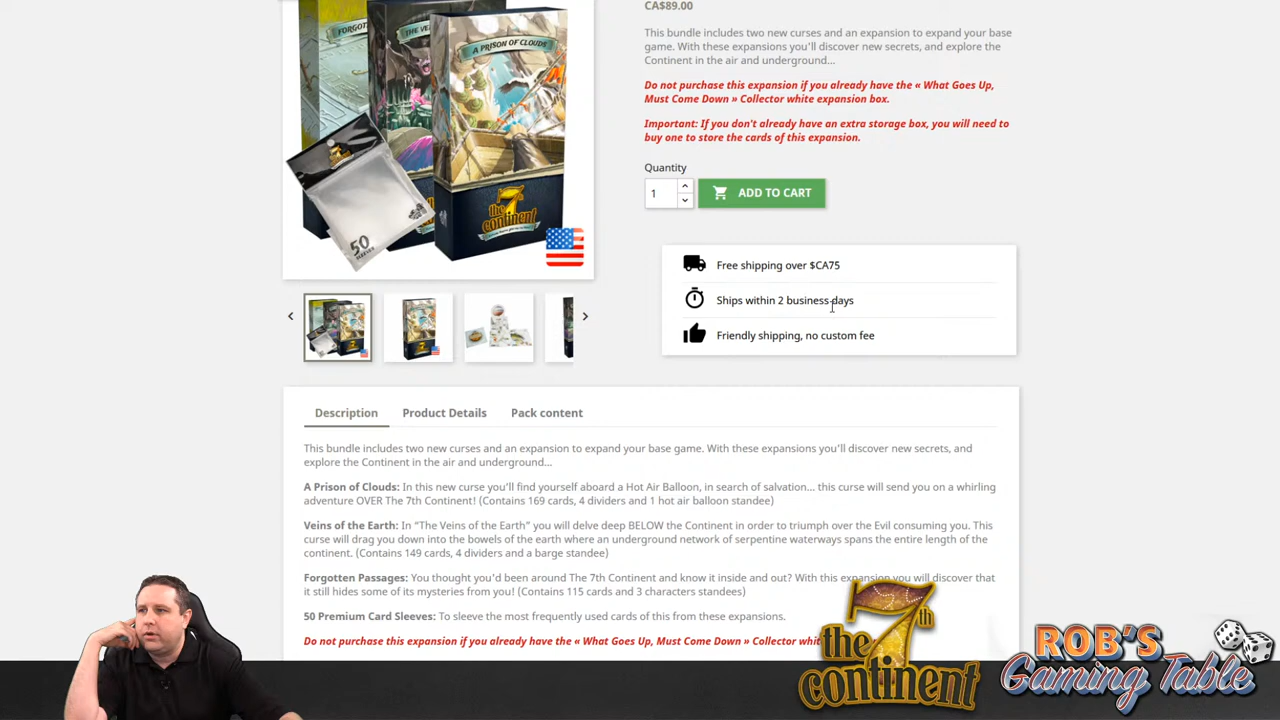 CA$89.00
This bundle includes two new curses and an expansion to expand your base
game. With these expansions you'll discover new secrets, and explore the
Continent in the air and underground...
Do not purchase this expansion if you already have the « What Goes Up,
Must Come Down » Collector white expansion box.
Important: If you don't already have an extra storage box, you will need to
buy one to store the cards of this expansion.
Quantity
1
ADD TO CART
Free shipping over $CA75
Ships within 2 business days
Friendly shipping, no custom fee
A PRISON OF CLOUDS
the 7th continent
50 SLEEVES
Description Product Details Pack content
This bundle includes two new curses and an expansion to expand your base game. With these expansions you'll discover new secrets, and
explore the Continent in the air and underground...
A Prison of Clouds: In this new curse you'll find yourself aboard a Hot Air Balloon, in search of salvation... this curse will send you on a whirling
adventure OVER The 7th Continent! (Contains 169 cards, 4 dividers and 1 hot air balloon standee)
Veins of the Earth: In “The Veins of the Earth” you will delve deep BELOW the Continent in order to triumph over the Evil consuming you. This
curse will drag you down into the bowels of the earth where an underground network of serpentine waterways spans the entire length of the
continent. (Contains 149 cards, 4 dividers and a barge standee)
Forgotten Passages: You thought you'd been around The 7th Continent and know it inside and out? With this expansion you will discover that
it still hides some of its mysteries from you! (Contains 115 cards and 3 characters standees)
50 Premium Card Sleeves: To sleeve the most frequently used cards of this from these expansions.
Do not purchase this expansion if you already have the « What Goes Up, Must Come Down » Collector whit
the 7th continent
ROB'S
Gaming Table